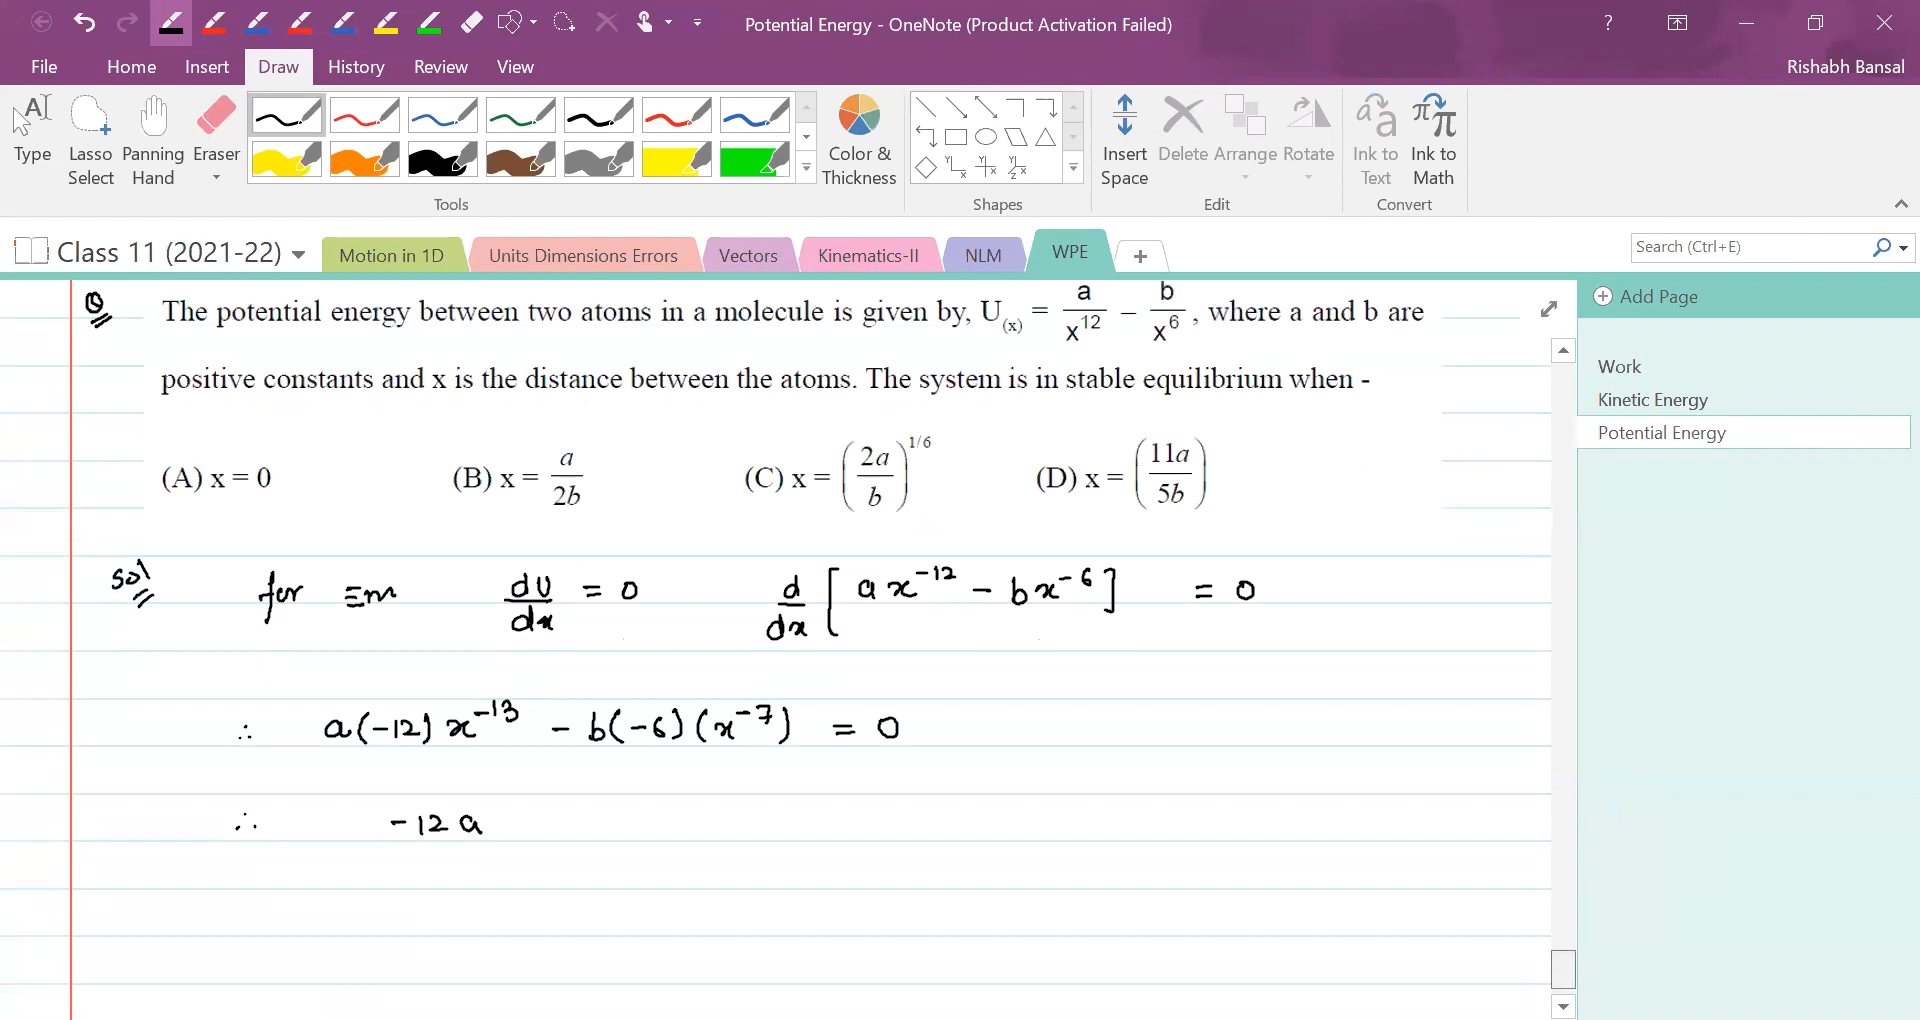 Potential Energy - OneNote (Product Activation Failed)
?
File Home Insert Draw History Review View
Rishabh Bansal
Type
Lasso Select
Panning Hand
Eraser
Color & Thickness
Insert Space
Delete
Arrange
Rotate
Ink to Text
Ink to Math
Tools Shapes Edit Convert
Class 11 (2021-22) Motion in 1D Units Dimensions Errors Vectors Kinematics-II NLM WPE +
Search (Ctrl+E)
Add Page
Work
Kinetic Energy
Potential Energy
Q The potential energy between two atoms in a molecule is given by, U(x) = a/x^12 − b/x^6, where a and b are
positive constants and x is the distance between the atoms. The system is in stable equilibrium when -
(A) x = 0 (B) x = a/2b (C) x = (2a/b)^1/6 (D) x = (11a/5b)
Sol for Em dU/dx = 0 d/dx [ax^-12 − bx^-6] = 0
∴ a(-12)x^-13 − b(-6)(x^-7) = 0
∴ -12a